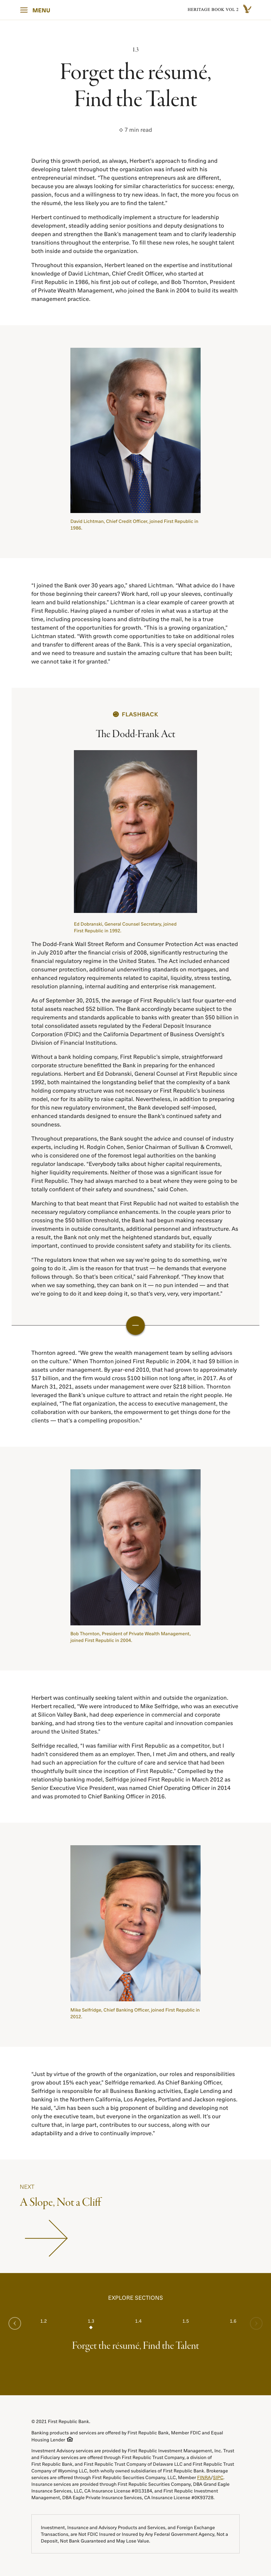 MENU
HERITAGE BOOK VOL 2
1.3
Forget the résumé,
Find the Talent
7 min read
During this growth period, as always, Herbert's approach to finding and
developing talent throughout the organization was infused with his
entrepreneurial mindset. "The questions entrepreneurs ask are different,
because you are always looking for similar characteristics for success: energy,
passion, focus and a willingness to try new ideas. In fact, the more you focus on
the résumé, the less likely you are to find the talent."
Herbert continued to methodically implement a structure for leadership
development, steadily adding senior positions and deputy designations to
deepen and strengthen the Bank's management team and to clarify leadership
transitions throughout the enterprise. To fill these new roles, he sought talent
both inside and outside the organization.
Throughout this expansion, Herbert leaned on the expertise and institutional
knowledge of David Lichtman, Chief Credit Officer, who started at
First Republic in 1986, his first job out of college, and Bob Thornton, President
of Private Wealth Management, who joined the Bank in 2004 to build its wealth
management practice.
David Lichtman, Chief Credit Officer, joined First Republic in
1986.
"I joined the Bank over 30 years ago," shared Lichtman. "What advice do I have
for those beginning their careers? Work hard, roll up your sleeves, continually
learn and build relationships." Lichtman is a clear example of career growth at
First Republic. Having played a number of roles in what was a startup at the
time, including processing loans and distributing the mail, he is a true
testament of the opportunities for growth. "This is a growing organization,"
Lichtman stated. "With growth come opportunities to take on additional roles
and transfer to different areas of the Bank. This is a very special organization,
and we need to treasure and sustain the amazing culture that has been built;
we cannot take it for granted."
FLASHBACK
The Dodd-Frank Act
Ed Dobranski, General Counsel Secretary, joined
First Republic in 1992.
The Dodd-Frank Wall Street Reform and Consumer Protection Act was enacted
in July 2010 after the financial crisis of 2008, significantly restructuring the
financial regulatory regime in the United States. The Act included enhanced
consumer protection, additional underwriting standards on mortgages, and
enhanced regulatory requirements related to capital, liquidity, stress testing,
resolution planning, internal auditing and enterprise risk management.
As of September 30, 2015, the average of First Republic's last four quarter-end
total assets reached $52 billion. The Bank accordingly became subject to the
requirements and standards applicable to banks with greater than $50 billion in
total consolidated assets regulated by the Federal Deposit Insurance
Corporation (FDIC) and the California Department of Business Oversight's
Division of Financial Institutions.
Without a bank holding company, First Republic's simple, straightforward
corporate structure benefitted the Bank in preparing for the enhanced
regulations. Herbert and Ed Dobranski, General Counsel at First Republic since
1992, both maintained the longstanding belief that the complexity of a bank
holding company structure was not necessary for First Republic's business
model, nor for its ability to raise capital. Nevertheless, in addition to preparing
for this new regulatory environment, the Bank developed self-imposed,
enhanced standards designed to ensure the Bank's continued safety and
soundness.
Throughout preparations, the Bank sought the advice and counsel of industry
experts, including H. Rodgin Cohen, Senior Chairman of Sullivan & Cromwell,
who is considered one of the foremost legal authorities on the banking
regulator landscape. "Everybody talks about higher capital requirements,
higher liquidity requirements. Neither of those was a significant issue for
First Republic. They had always marched to a beat where they were going to be
totally confident of their safety and soundness," said Cohen.
Marching to that beat meant that First Republic had not waited to establish the
necessary regulatory compliance enhancements. In the couple years prior to
crossing the $50 billion threshold, the Bank had begun making necessary
investments in outside consultants, additional personnel and infrastructure. As
a result, the Bank not only met the heightened standards but, equally
important, continued to provide consistent safety and stability for its clients.
"The regulators know that when we say we're going to do something, we're
going to do it. Jim is the reason for that trust — he demands that everyone
follows through. So that's been critical," said Fahrenkopf. "They know that
when we say something, they can bank on it — no pun intended — and that
we're going to do it and keep doing it, so that's very, very, very important."
Thornton agreed. "We grew the wealth management team by selling advisors
on the culture." When Thornton joined First Republic in 2004, it had $9 billion in
assets under management. By year-end 2010, that had grown to approximately
$17 billion, and the firm would cross $100 billion not long after, in 2017. As of
March 31, 2021, assets under management were over $218 billion. Thornton
leveraged the Bank's unique culture to attract and retain the right people. He
explained, "The flat organization, the access to executive management, the
collaboration with our bankers, the empowerment to get things done for the
clients — that's a compelling proposition."
Bob Thornton, President of Private Wealth Management,
joined First Republic in 2004.
Herbert was continually seeking talent within and outside the organization.
Herbert recalled, "We were introduced to Mike Selfridge, who was an executive
at Silicon Valley Bank, had deep experience in commercial and corporate
banking, and had strong ties to the venture capital and innovation companies
around the United States."
Selfridge recalled, "I was familiar with First Republic as a competitor, but I
hadn't considered them as an employer. Then, I met Jim and others, and really
had such an appreciation for the culture of care and service that had been
thoughtfully built since the inception of First Republic." Compelled by the
relationship banking model, Selfridge joined First Republic in March 2012 as
Senior Executive Vice President, was named Chief Operating Officer in 2014
and was promoted to Chief Banking Officer in 2016.
Mike Selfridge, Chief Banking Officer, joined First Republic in
2012.
"Just by virtue of the growth of the organization, our roles and responsibilities
grow about 15% each year," Selfridge remarked. As Chief Banking Officer,
Selfridge is responsible for all Business Banking activities, Eagle Lending and
banking in the Northern California, Los Angeles, Portland and Jackson regions.
He said, "Jim has been such a big proponent of building and developing not
only the executive team, but everyone in the organization as well. It's our
culture that, in large part, contributes to our success, along with our
adaptability and a drive to continually improve."
NEXT
A Slope, Not a Cliff
EXPLORE SECTIONS
1.2
1.3
1.4
1.5
1.6
Forget the résumé, Find the Talent
© 2021 First Republic Bank.
Banking products and services are offered by First Republic Bank, Member FDIC and Equal
Housing Lender
Investment Advisory services are provided by First Republic Investment Management, Inc. Trust
and Fiduciary services are offered through First Republic Trust Company, a division of
First Republic Bank, and First Republic Trust Company of Delaware LLC and First Republic Trust
Company of Wyoming LLC, both wholly owned subsidiaries of First Republic Bank. Brokerage
services are offered through First Republic Securities Company, LLC, Member FINRA/SIPC.
Insurance services are provided through First Republic Securities Company, DBA Grand Eagle
Insurance Services, LLC, CA Insurance License #0I13184, and First Republic Investment
Management, DBA Eagle Private Insurance Services, CA Insurance License #0K93728.
Investment, Insurance and Advisory Products and Services, and Foreign Exchange
Transactions, are Not FDIC Insured or Insured by Any Federal Government Agency, Not a
Deposit, Not Bank Guaranteed and May Lose Value.